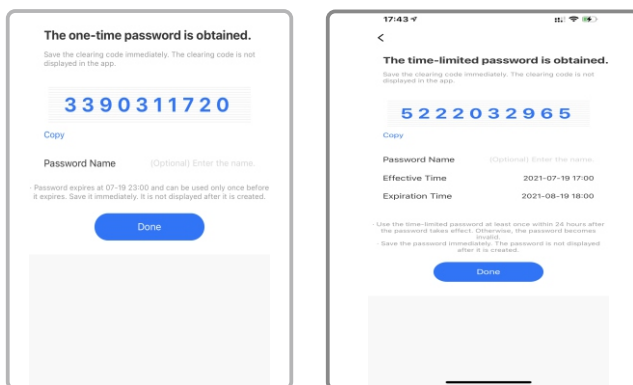 The one-time password is obtained.
Save the clearing code immediately. The clearing code is not
displayed in the app.
3390311720
Copy
Password Name (Optional) Enter the name.
- Password expires at 07-19 23:00 and can be used only once before
it expires. Save it immediately. It is not displayed after it is created.
Done
17:43
The time-limited password is obtained.
Save the clearing code immediately. The clearing code is not
displayed in the app.
5222032965
Copy
Password Name (Optional) Enter the name.
Effective Time 2021-07-19 17:00
Expiration Time 2021-08-19 18:00
- Use the time-limited password at least once within 24 hours after
the password takes effect. Otherwise, the password becomes
invalid.
- Save the password immediately. The password is not displayed
after it is created.
Done